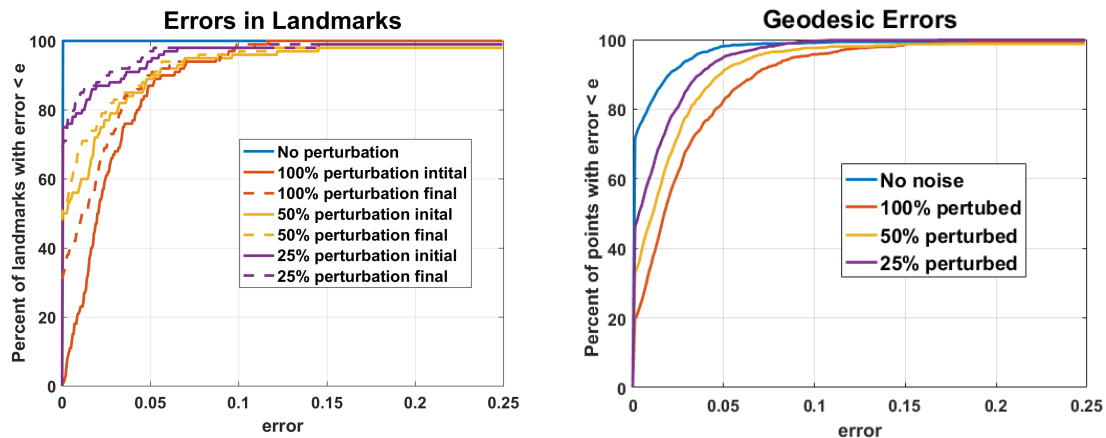 Errors in Landmarks
Percent of landmarks with error < e
100
80
60
40
20
0
0
0.05
0.1
0.15
0.2
0.25
error
No perturbation
100% perturbation intital
100% perturbation final
50% perturbation inital
50% perturbation final
25% perturbation initial
25% perturbation final
Geodesic Errors
Percent of points with error < e
100
80
60
40
20
0
0
0.05
0.1
0.15
0.2
0.25
error
No noise
100% pertubed
50% perturbed
25% perturbed